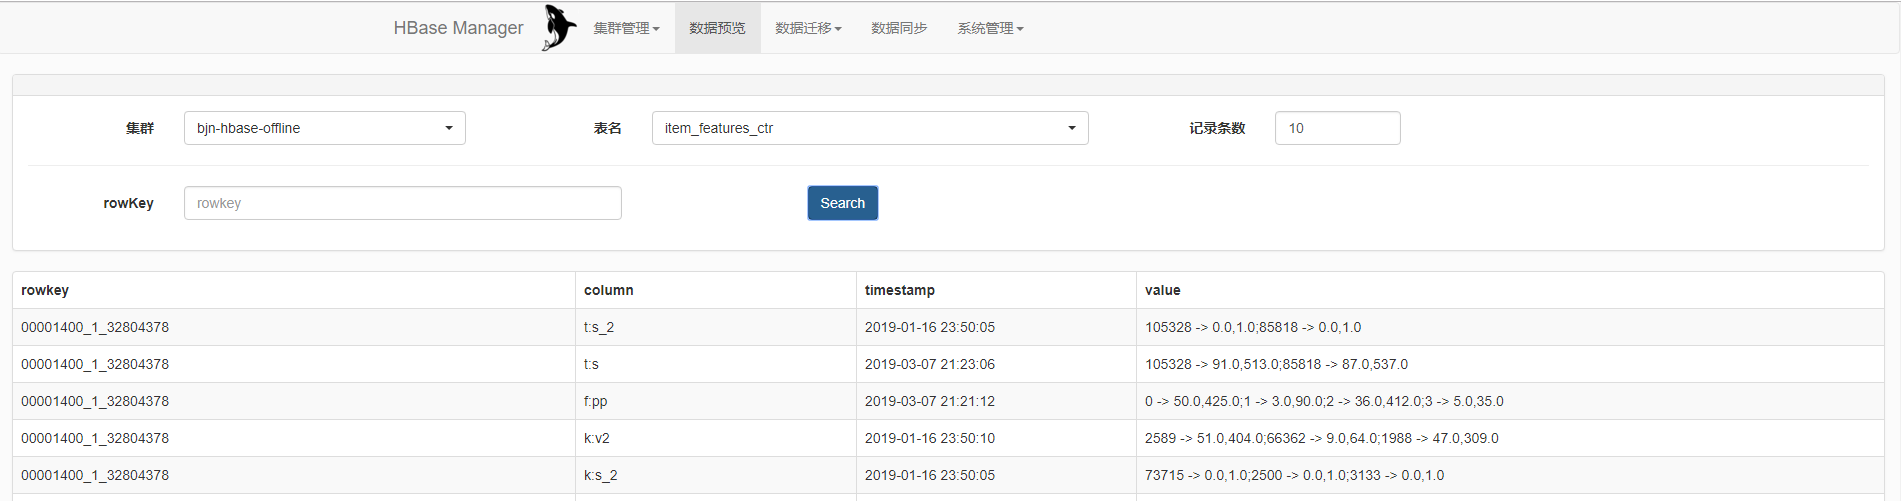 HBase Manager 集群管理 数据预览 数据迁移 数据同步 系统管理
集群 bjn-hbase-offline 表名 item_features_ctr 记录条数 10
rowKey rowkey Search
rowkey column timestamp value
00001400_1_32804378 t:s_2 2019-01-16 23:50:05 105328 -> 0.0,1.0;85818 -> 0.0,1.0
00001400_1_32804378 t:s 2019-03-07 21:23:06 105328 -> 91.0,513.0;85818 -> 87.0,537.0
00001400_1_32804378 f:pp 2019-03-07 21:21:12 0 -> 50.0,425.0;1 -> 3.0,90.0;2 -> 36.0,412.0;3 -> 5.0,35.0
00001400_1_32804378 k:v2 2019-01-16 23:50:10 2589 -> 51.0,404.0;66362 -> 9.0,64.0;1988 -> 47.0,309.0
00001400_1_32804378 k:s_2 2019-01-16 23:50:05 73715 -> 0.0,1.0;2500 -> 0.0,1.0;3133 -> 0.0,1.0